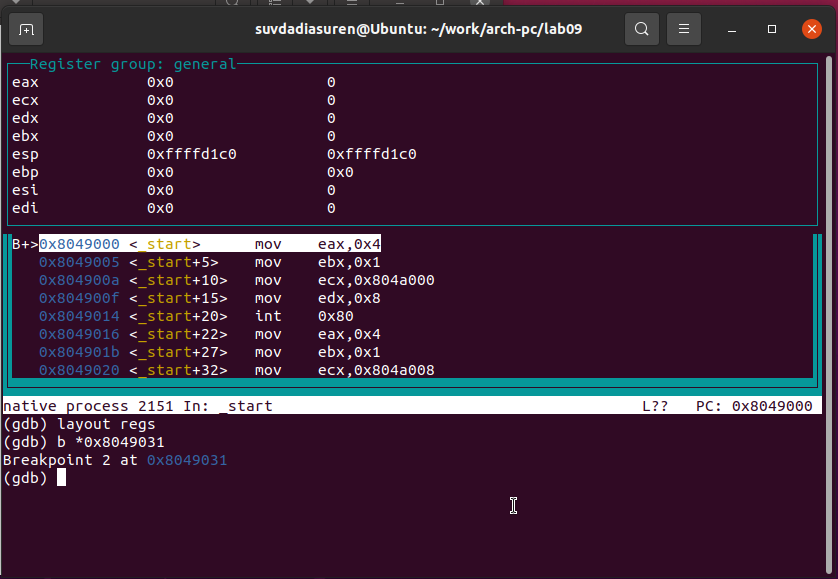 suvdadiasuren@Ubuntu: ~/work/arch-pc/lab09
Register group: general
eax 0x0 0
ecx 0x0 0
edx 0x0 0
ebx 0x0 0
esp 0xffffd1c0 0xffffd1c0
ebp 0x0 0x0
esi 0x0 0
edi 0x0 0
B+>0x8049000 <_start> mov eax,0x4
0x8049005 <_start+5> mov ebx,0x1
0x804900a <_start+10> mov ecx,0x804a000
0x804900f <_start+15> mov edx,0x8
0x8049014 <_start+20> int 0x80
0x8049016 <_start+22> mov eax,0x4
0x804901b <_start+27> mov ebx,0x1
0x8049020 <_start+32> mov ecx,0x804a008
native process 2151 In: _start L?? PC: 0x8049000
(gdb) layout regs
(gdb) b *0x8049031
Breakpoint 2 at 0x8049031
(gdb)